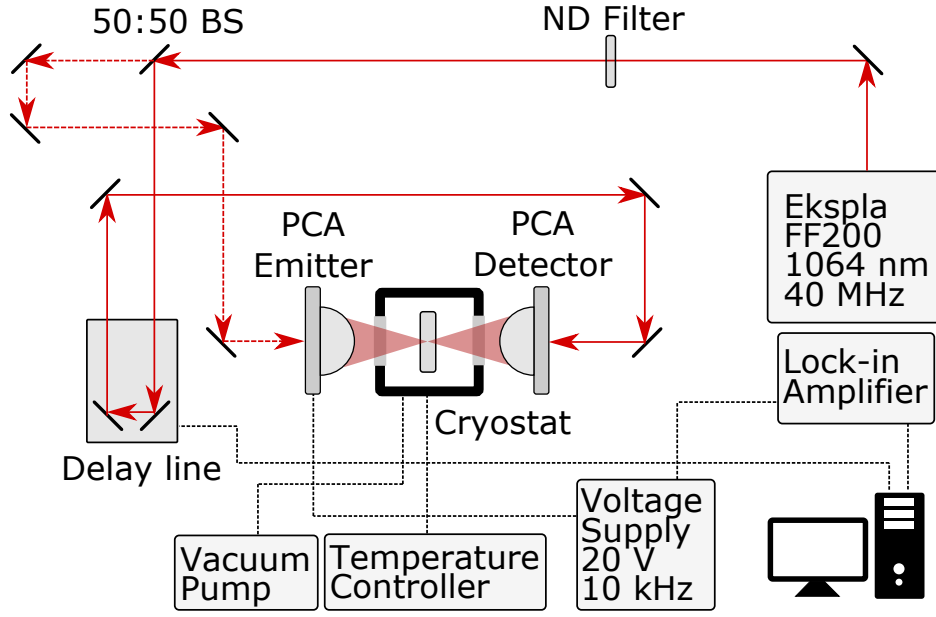 50:50 BS
ND Filter
Ekspla
FF200
1064 nm
40 MHz
PCA
Emitter
PCA
Detector
Lock-in
Amplifier
Cryostat
Delay line
Voltage
Supply
20 V
10 kHz
Vacuum
Pump
Temperature
Controller